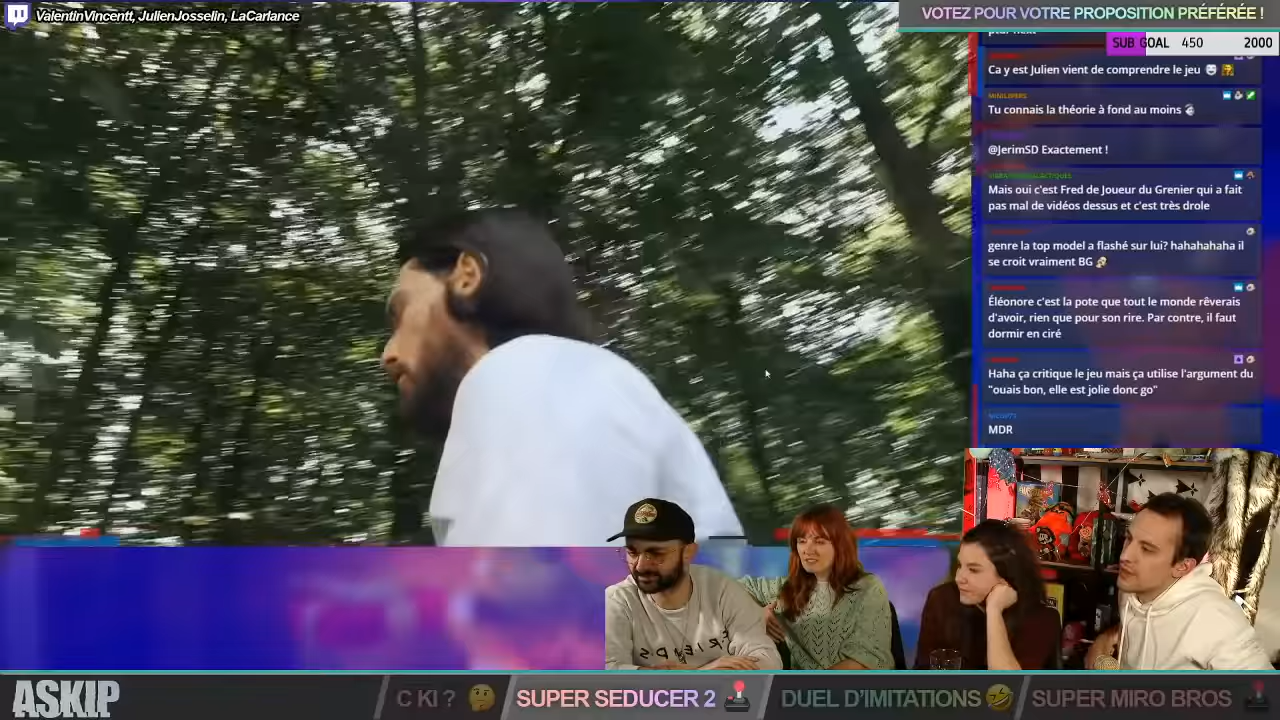 ValentinVincentt, JulienJosselin, LaCarlance
VOTEZ POUR VOTRE PROPOSITION PRÉFÉRÉE !
SUB GOAL 450 2000
Ca y est Julien vient de comprendre le jeu
Tu connais la théorie à fond au moins
@JerimSD Exactement !
Mais oui c'est Fred de Joueur du Grenier qui a fait
pas mal de vidéos dessus et c'est très drole
genre la top model a flashé sur lui? hahahahaha il
se croit vraiment BG
Éléonore c'est la pote que tout le monde rêverais
d'avoir, rien que pour son rire. Par contre, il faut
dormir en ciré
Haha ça critique le jeu mais ça utilise l'argument du
"ouais bon, elle est jolie donc go"
MDR
FRIENDS
ASKIP
C KI ?
SUPER SEDUCER 2
DUEL D'IMITATIONS
SUPER MIRO BROS